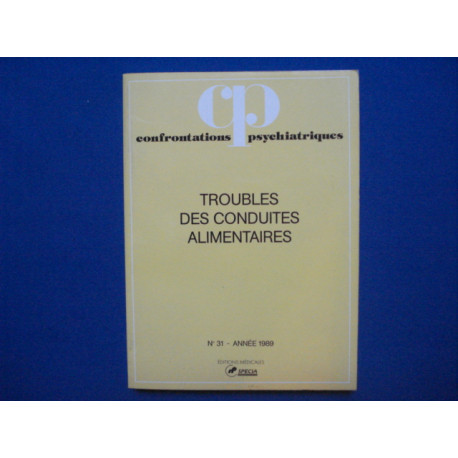 cp
confrontations psychiatriques
TROUBLES
DES CONDUITES
ALIMENTAIRES
N° 31 - ANNÉE 1989
ÉDITIONS MÉDICALES
SPECIA